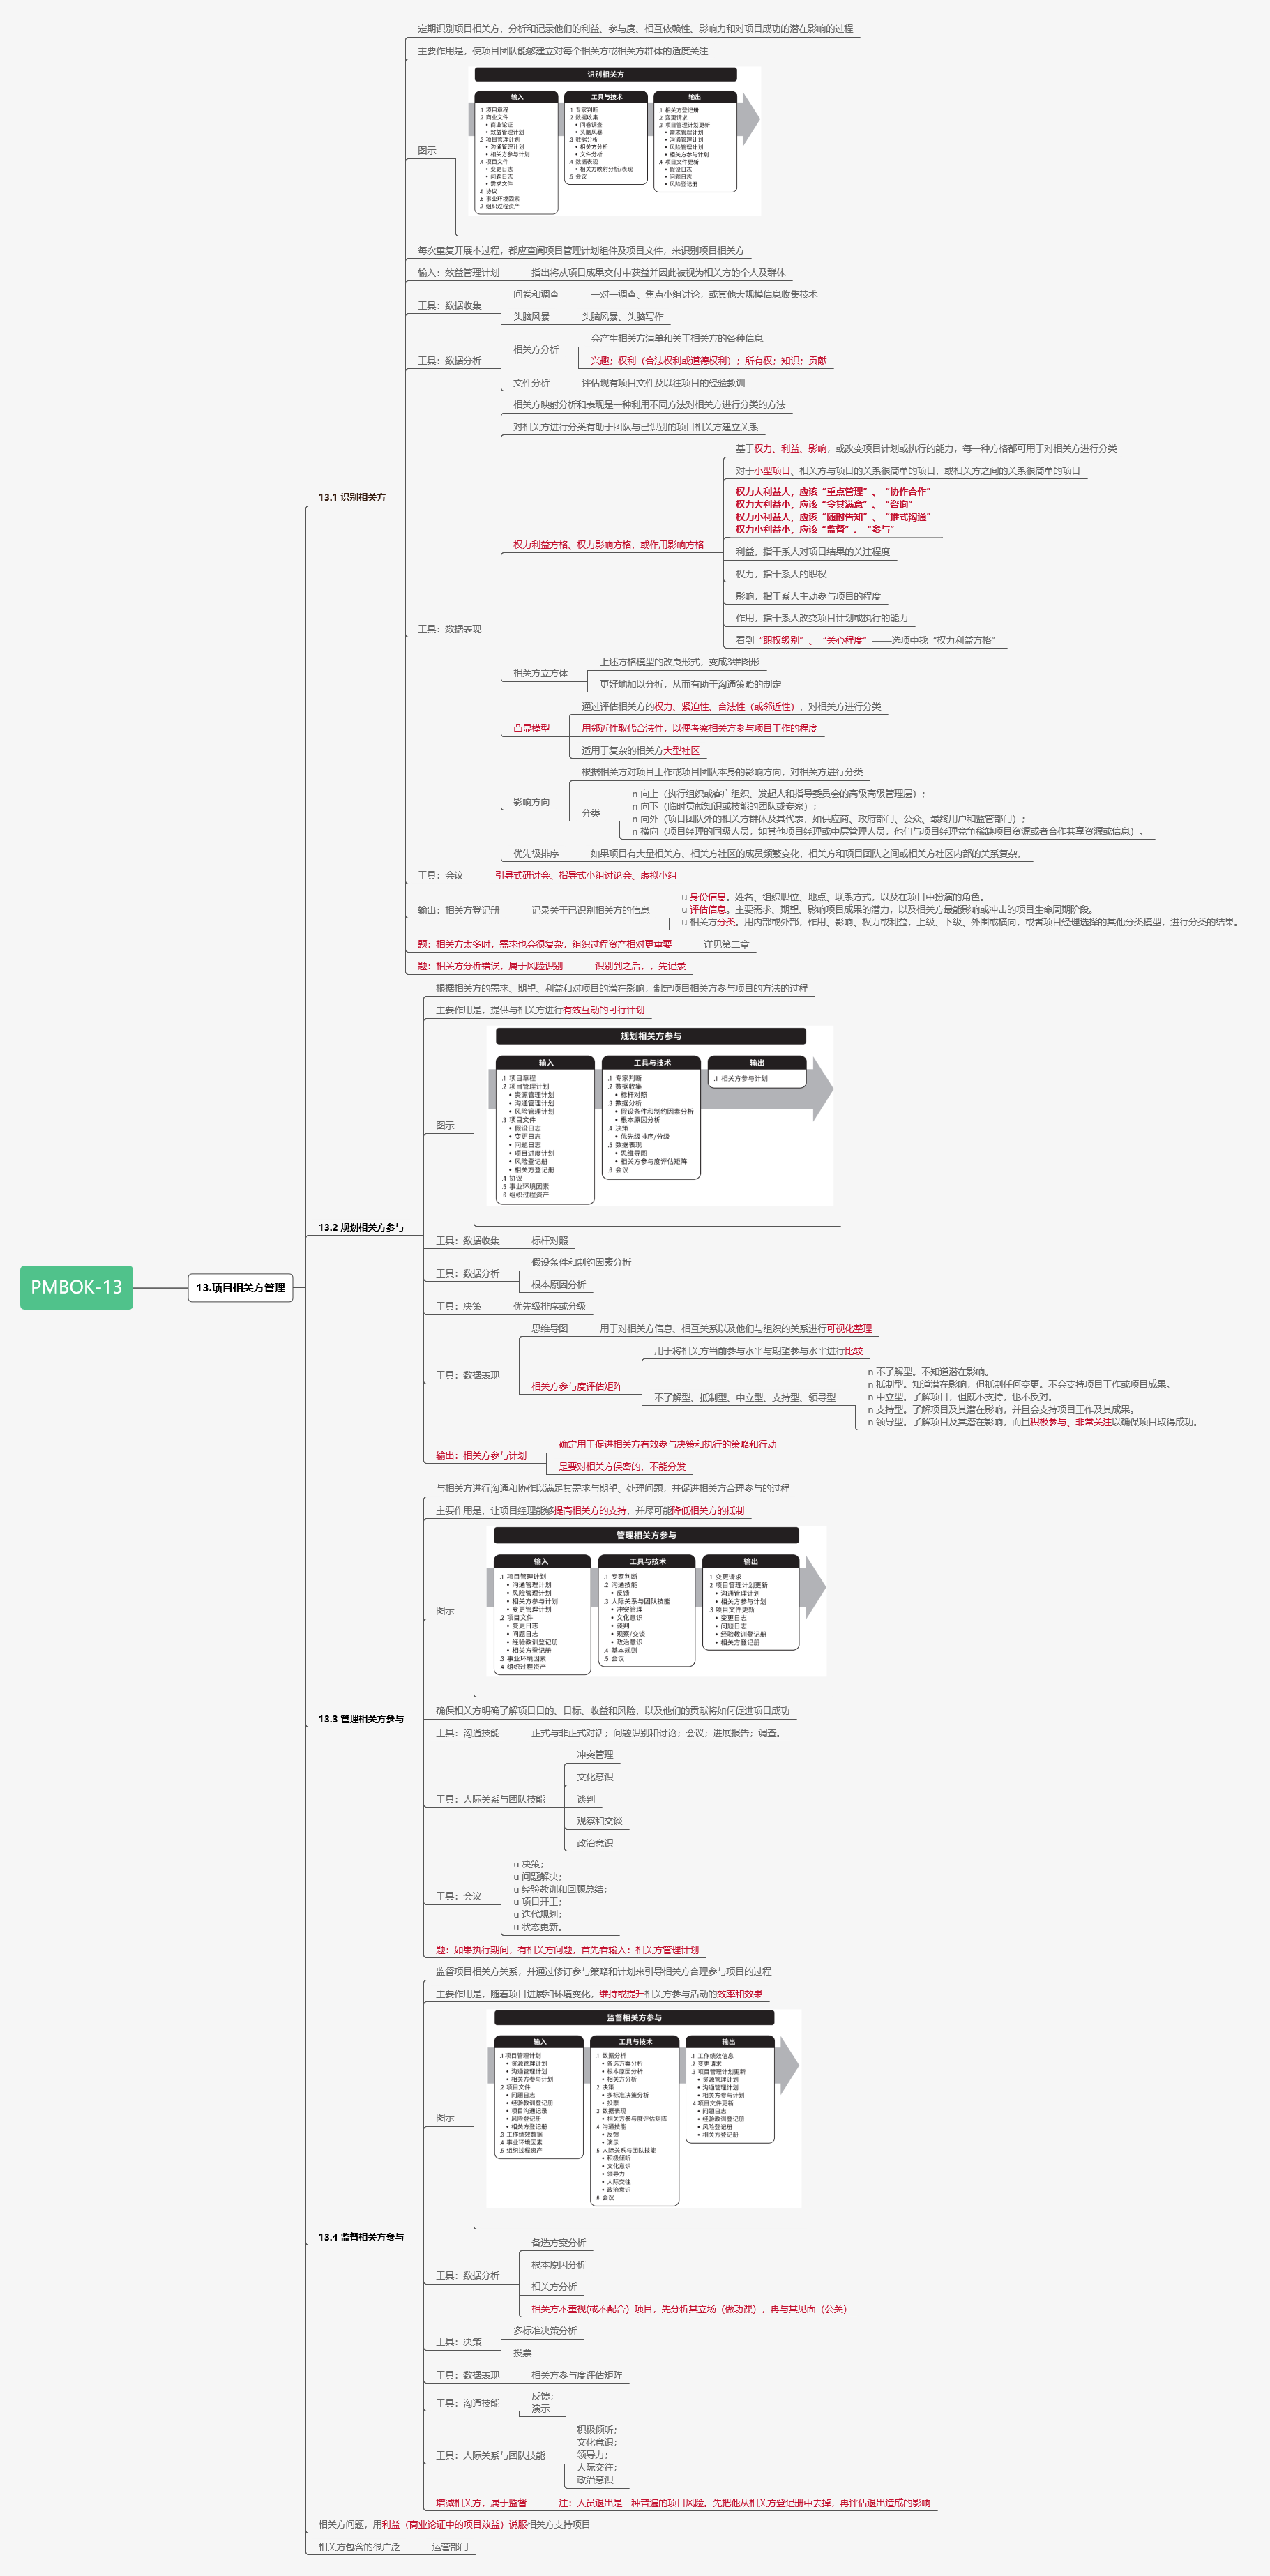 PMBOK-13
13.项目相关方管理
13.1 识别相关方
定期识别项目相关方，分析和记录他们的利益、参与度、相互依赖性、影响力和对项目成功的潜在影响的过程
主要作用是，使项目团队能够建立对每个相关方或相关方群体的适度关注
图示
识别相关方
输入
.1 项目章程
.2 商业文件
• 商业论证
• 效益管理计划
.3 项目管理计划
• 沟通管理计划
• 相关方参与计划
.4 项目文件
• 变更日志
• 问题日志
• 需求文件
.5 协议
.6 事业环境因素
.7 组织过程资产
工具与技术
.1 专家判断
.2 数据收集
• 问卷调查
• 头脑风暴
.3 数据分析
• 相关方分析
• 文件分析
.4 数据表现
• 相关方映射分析/表现
.5 会议
输出
.1 相关方登记册
.2 变更请求
.3 项目管理计划更新
• 需求管理计划
• 沟通管理计划
• 风险管理计划
• 相关方参与计划
.4 项目文件更新
• 假设日志
• 问题日志
• 风险登记册
每次重复开展本过程，都应查阅项目管理计划组件及项目文件，来识别项目相关方
输入：效益管理计划
指出将从项目成果交付中获益并因此被视为相关方的个人及群体
工具：数据收集
问卷和调查
一对一调查、焦点小组讨论，或其他大规模信息收集技术
头脑风暴
头脑风暴、头脑写作
工具：数据分析
相关方分析
会产生相关方清单和关于相关方的各种信息
兴趣；权利（合法权利或道德权利）；所有权；知识；贡献
文件分析
评估现有项目文件及以往项目的经验教训
工具：数据表现
相关方映射分析和表现是一种利用不同方法对相关方进行分类的方法
对相关方进行分类有助于团队与已识别的项目相关方建立关系
权力利益方格、权力影响方格，或作用影响方格
基于权力、利益、影响，或改变项目计划或执行的能力，每一种方格都可用于对相关方进行分类
对于小型项目、相关方与项目的关系很简单的项目，或相关方之间的关系很简单的项目
权力大利益大，应该“重点管理”、“协作合作”
权力大利益小，应该“令其满意”、“咨询”
权力小利益大，应该“随时告知”、“推式沟通”
权力小利益小，应该“监督”、“参与”
利益，指干系人对项目结果的关注程度
权力，指干系人的职权
影响，指干系人主动参与项目的程度
作用，指干系人改变项目计划或执行的能力
看到“职权级别”、“关心程度”——选项中找“权力利益方格”
相关方立方体
上述方格模型的改良形式，变成3维图形
更好地加以分析，从而有助于沟通策略的制定
凸显模型
通过评估相关方的权力、紧迫性、合法性（或邻近性），对相关方进行分类
用邻近性取代合法性，以便考察相关方参与项目工作的程度
适用于复杂的相关方大型社区
影响方向
根据相关方对项目工作或项目团队本身的影响方向，对相关方进行分类
分类
n 向上（执行组织或客户组织、发起人和指导委员会的高级高级管理层）；
n 向下（临时贡献知识或技能的团队或专家）；
n 向外（项目团队外的相关方群体及其代表，如供应商、政府部门、公众、最终用户和监管部门）；
n 横向（项目经理的同级人员，如其他项目经理或中层管理人员，他们与项目经理竞争稀缺项目资源或者合作共享资源或信息）。
优先级排序
如果项目有大量相关方、相关方社区的成员频繁变化，相关方和项目团队之间或相关方社区内部的关系复杂，
工具：会议
引导式研讨会、指导式小组讨论会、虚拟小组
输出：相关方登记册
记录关于已识别相关方的信息
u 身份信息。姓名、组织职位、地点、联系方式，以及在项目中扮演的角色。
u 评估信息。主要需求、期望、影响项目成果的潜力，以及相关方最能影响或冲击的项目生命周期阶段。
u 相关方分类。用内部或外部，作用、影响、权力或利益，上级、下级、外围或横向，或者项目经理选择的其他分类模型，进行分类的结果。
题：相关方太多时，需求也会很复杂，组织过程资产相对更重要
详见第二章
题：相关方分析错误，属于风险识别
识别到之后，，先记录
13.2 规划相关方参与
根据相关方的需求、期望、利益和对项目的潜在影响，制定项目相关方参与项目的方法的过程
主要作用是，提供与相关方进行有效互动的可行计划
图示
规划相关方参与
输入
.1 项目章程
.2 项目管理计划
• 资源管理计划
• 沟通管理计划
• 风险管理计划
.3 项目文件
• 假设日志
• 变更日志
• 问题日志
• 项目进度计划
• 风险登记册
• 相关方登记册
.4 协议
.5 事业环境因素
.6 组织过程资产
工具与技术
.1 专家判断
.2 数据收集
• 标杆对照
.3 数据分析
• 假设条件和制约因素分析
• 根本原因分析
.4 决策
• 优先级排序/分级
.5 数据表现
• 思维导图
• 相关方参与度评估矩阵
.6 会议
输出
.1 相关方参与计划
工具：数据收集
标杆对照
工具：数据分析
假设条件和制约因素分析
根本原因分析
工具：决策
优先级排序或分级
工具：数据表现
思维导图
用于对相关方信息、相互关系以及他们与组织的关系进行可视化整理
相关方参与度评估矩阵
用于将相关方当前参与水平与期望参与水平进行比较
不了解型、抵制型、中立型、支持型、领导型
n 不了解型。不知道潜在影响。
n 抵制型。知道潜在影响，但抵制任何变更。不会支持项目工作或项目成果。
n 中立型。了解项目，但既不支持，也不反对。
n 支持型。了解项目及其潜在影响，并且会支持项目工作及其成果。
n 领导型。了解项目及其潜在影响，而且积极参与、非常关注以确保项目取得成功。
输出：相关方参与计划
确定用于促进相关方有效参与决策和执行的策略和行动
是要对相关方保密的，不能分发
13.3 管理相关方参与
与相关方进行沟通和协作以满足其需求与期望、处理问题，并促进相关方合理参与的过程
主要作用是，让项目经理能够提高相关方的支持，并尽可能降低相关方的抵制
图示
管理相关方参与
输入
.1 项目管理计划
• 沟通管理计划
• 风险管理计划
• 相关方参与计划
• 变更管理计划
.2 项目文件
• 变更日志
• 问题日志
• 经验教训登记册
• 相关方登记册
.3 事业环境因素
.4 组织过程资产
工具与技术
.1 专家判断
.2 沟通技能
• 反馈
.3 人际关系与团队技能
• 冲突管理
• 文化意识
• 谈判
• 观察/交谈
• 政治意识
.4 基本规则
.5 会议
输出
.1 变更请求
.2 项目管理计划更新
• 沟通管理计划
• 相关方参与计划
.3 项目文件更新
• 变更日志
• 问题日志
• 经验教训登记册
• 相关方登记册
确保相关方明确了解项目目的、目标、收益和风险，以及他们的贡献将如何促进项目成功
工具：沟通技能
正式与非正式对话；问题识别和讨论；会议；进展报告；调查。
工具：人际关系与团队技能
冲突管理
文化意识
谈判
观察和交谈
政治意识
工具：会议
u 决策；
u 问题解决；
u 经验教训和回顾总结；
u 项目开工；
u 迭代规划；
u 状态更新。
题：如果执行期间，有相关方问题，首先看输入：相关方管理计划
13.4 监督相关方参与
监督项目相关方关系，并通过修订参与策略和计划来引导相关方合理参与项目的过程
主要作用是，随着项目进展和环境变化，维持或提升相关方参与活动的效率和效果
图示
监督相关方参与
输入
.1 项目管理计划
• 资源管理计划
• 沟通管理计划
• 相关方参与计划
.2 项目文件
• 问题日志
• 经验教训登记册
• 项目沟通记录
• 风险登记册
• 相关方登记册
.3 工作绩效数据
.4 事业环境因素
.5 组织过程资产
工具与技术
.1 数据分析
• 备选方案分析
• 根本原因分析
• 相关方分析
.2 决策
• 多标准决策分析
• 投票
.3 数据表现
• 相关方参与度评估矩阵
.4 沟通技能
• 反馈
• 演示
.5 人际关系与团队技能
• 积极倾听
• 文化意识
• 领导力
• 人际交往
• 政治意识
.6 会议
输出
.1 工作绩效信息
.2 变更请求
.3 项目管理计划更新
• 资源管理计划
• 沟通管理计划
• 相关方参与计划
.4 项目文件更新
• 问题日志
• 经验教训登记册
• 风险登记册
• 相关方登记册
工具：数据分析
备选方案分析
根本原因分析
相关方分析
相关方不重视(或不配合）项目，先分析其立场（做功课），再与其见面（公关）
工具：决策
多标准决策分析
投票
工具：数据表现
相关方参与度评估矩阵
工具：沟通技能
反馈；
演示
工具：人际关系与团队技能
积极倾听；
文化意识；
领导力；
人际交往；
政治意识
增减相关方，属于监督
注：人员退出是一种普遍的项目风险。先把他从相关方登记册中去掉，再评估退出造成的影响
相关方问题，用利益（商业论证中的项目效益）说服相关方支持项目
相关方包含的很广泛
运营部门